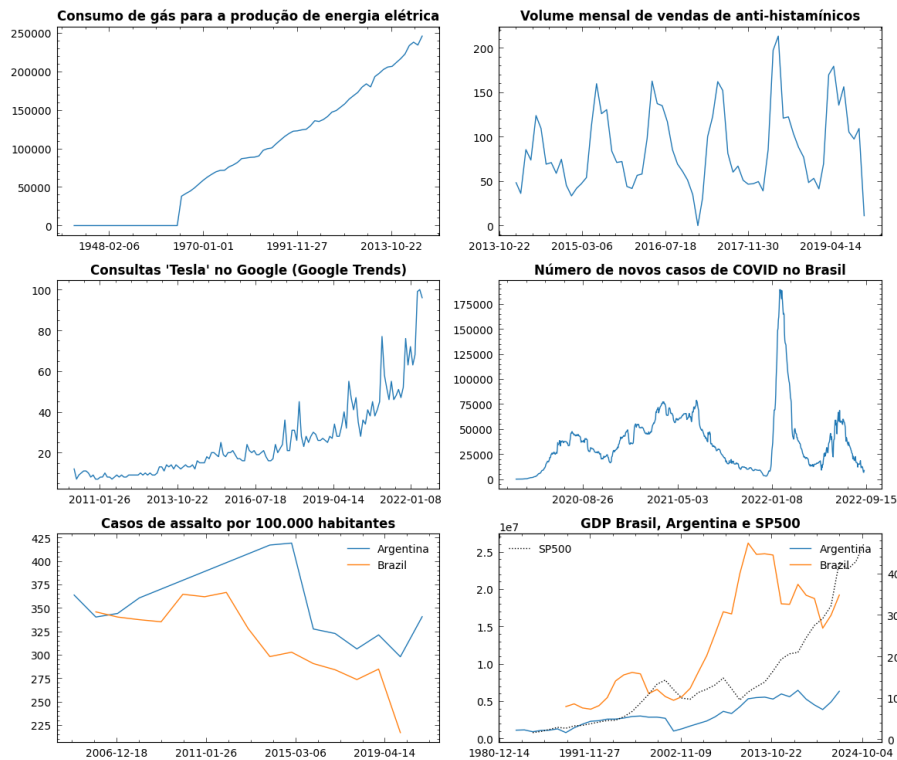 Consumo de gás para a produção de energia elétrica
250000
200000
150000
100000
50000
0
1948-02-06 1970-01-01 1991-11-27 2013-10-22
Volume mensal de vendas de anti-histamínicos
200
150
100
50
0
2013-10-22 2015-03-06 2016-07-18 2017-11-30 2019-04-14
Consultas 'Tesla' no Google (Google Trends)
100
80
60
40
20
2011-01-26 2013-10-22 2016-07-18 2019-04-14 2022-01-08
Número de novos casos de COVID no Brasil
175000
150000
125000
100000
75000
50000
25000
0
2020-08-26 2021-05-03 2022-01-08 2022-09-15
Casos de assalto por 100.000 habitantes
425
400
375
350
325
300
275
250
225
Argentina
Brazil
2006-12-18 2011-01-26 2015-03-06 2019-04-14
GDP Brasil, Argentina e SP500
1e7
2.5
2.0
1.5
1.0
0.5
0.0
SP500
Argentina
Brazil
1980-12-14 1991-11-27 2002-11-09 2013-10-22 2024-10-04